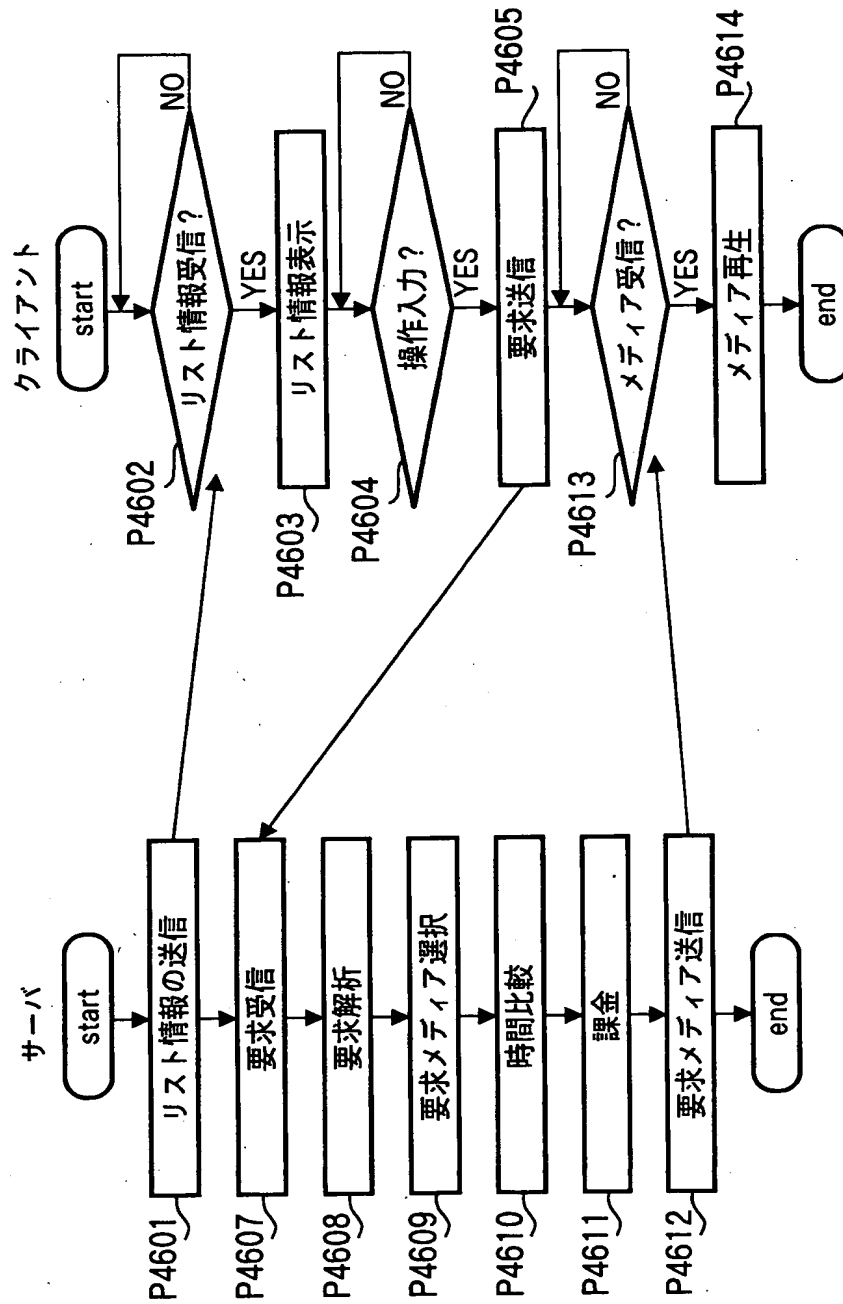 サーバ
start
P4601
リスト情報の送信
P4607
要求受信
P4608
要求解析
P4609
要求メディア選択
P4610
時間比較
P4611
課金
P4612
要求メディア送信
end
クライアント
start
P4602
リスト情報受信？
NO
YES
P4603
リスト情報表示
P4604
操作入力？
NO
YES
P4605
要求送信
P4613
メディア受信？
NO
YES
P4614
メディア再生
end